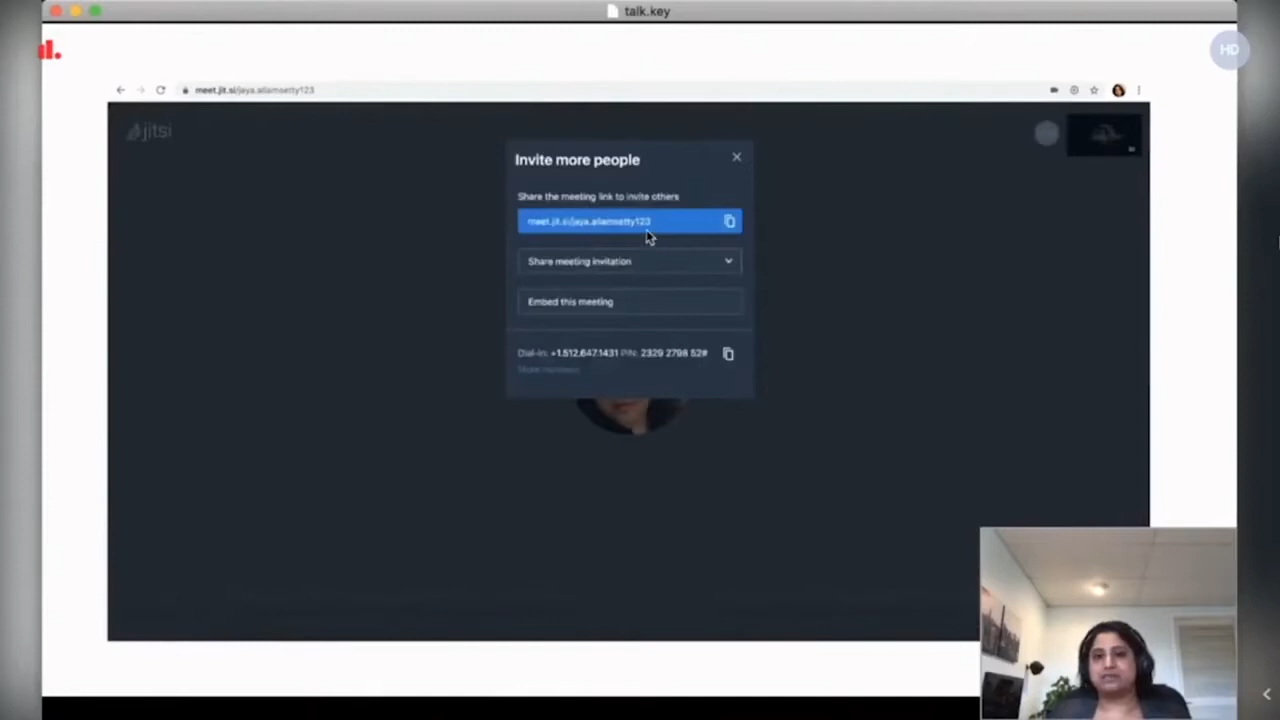 talk.key
HD
meet.jit.si/jaya.allamsetty123
jitsi
Invite more people
Share the meeting link to invite others
meet.jit.si/jaya.allamsetty123
Share meeting invitation
Embed this meeting
Dial-in: +1.512.647.1431 PIN: 2329 2798 52#
More numbers